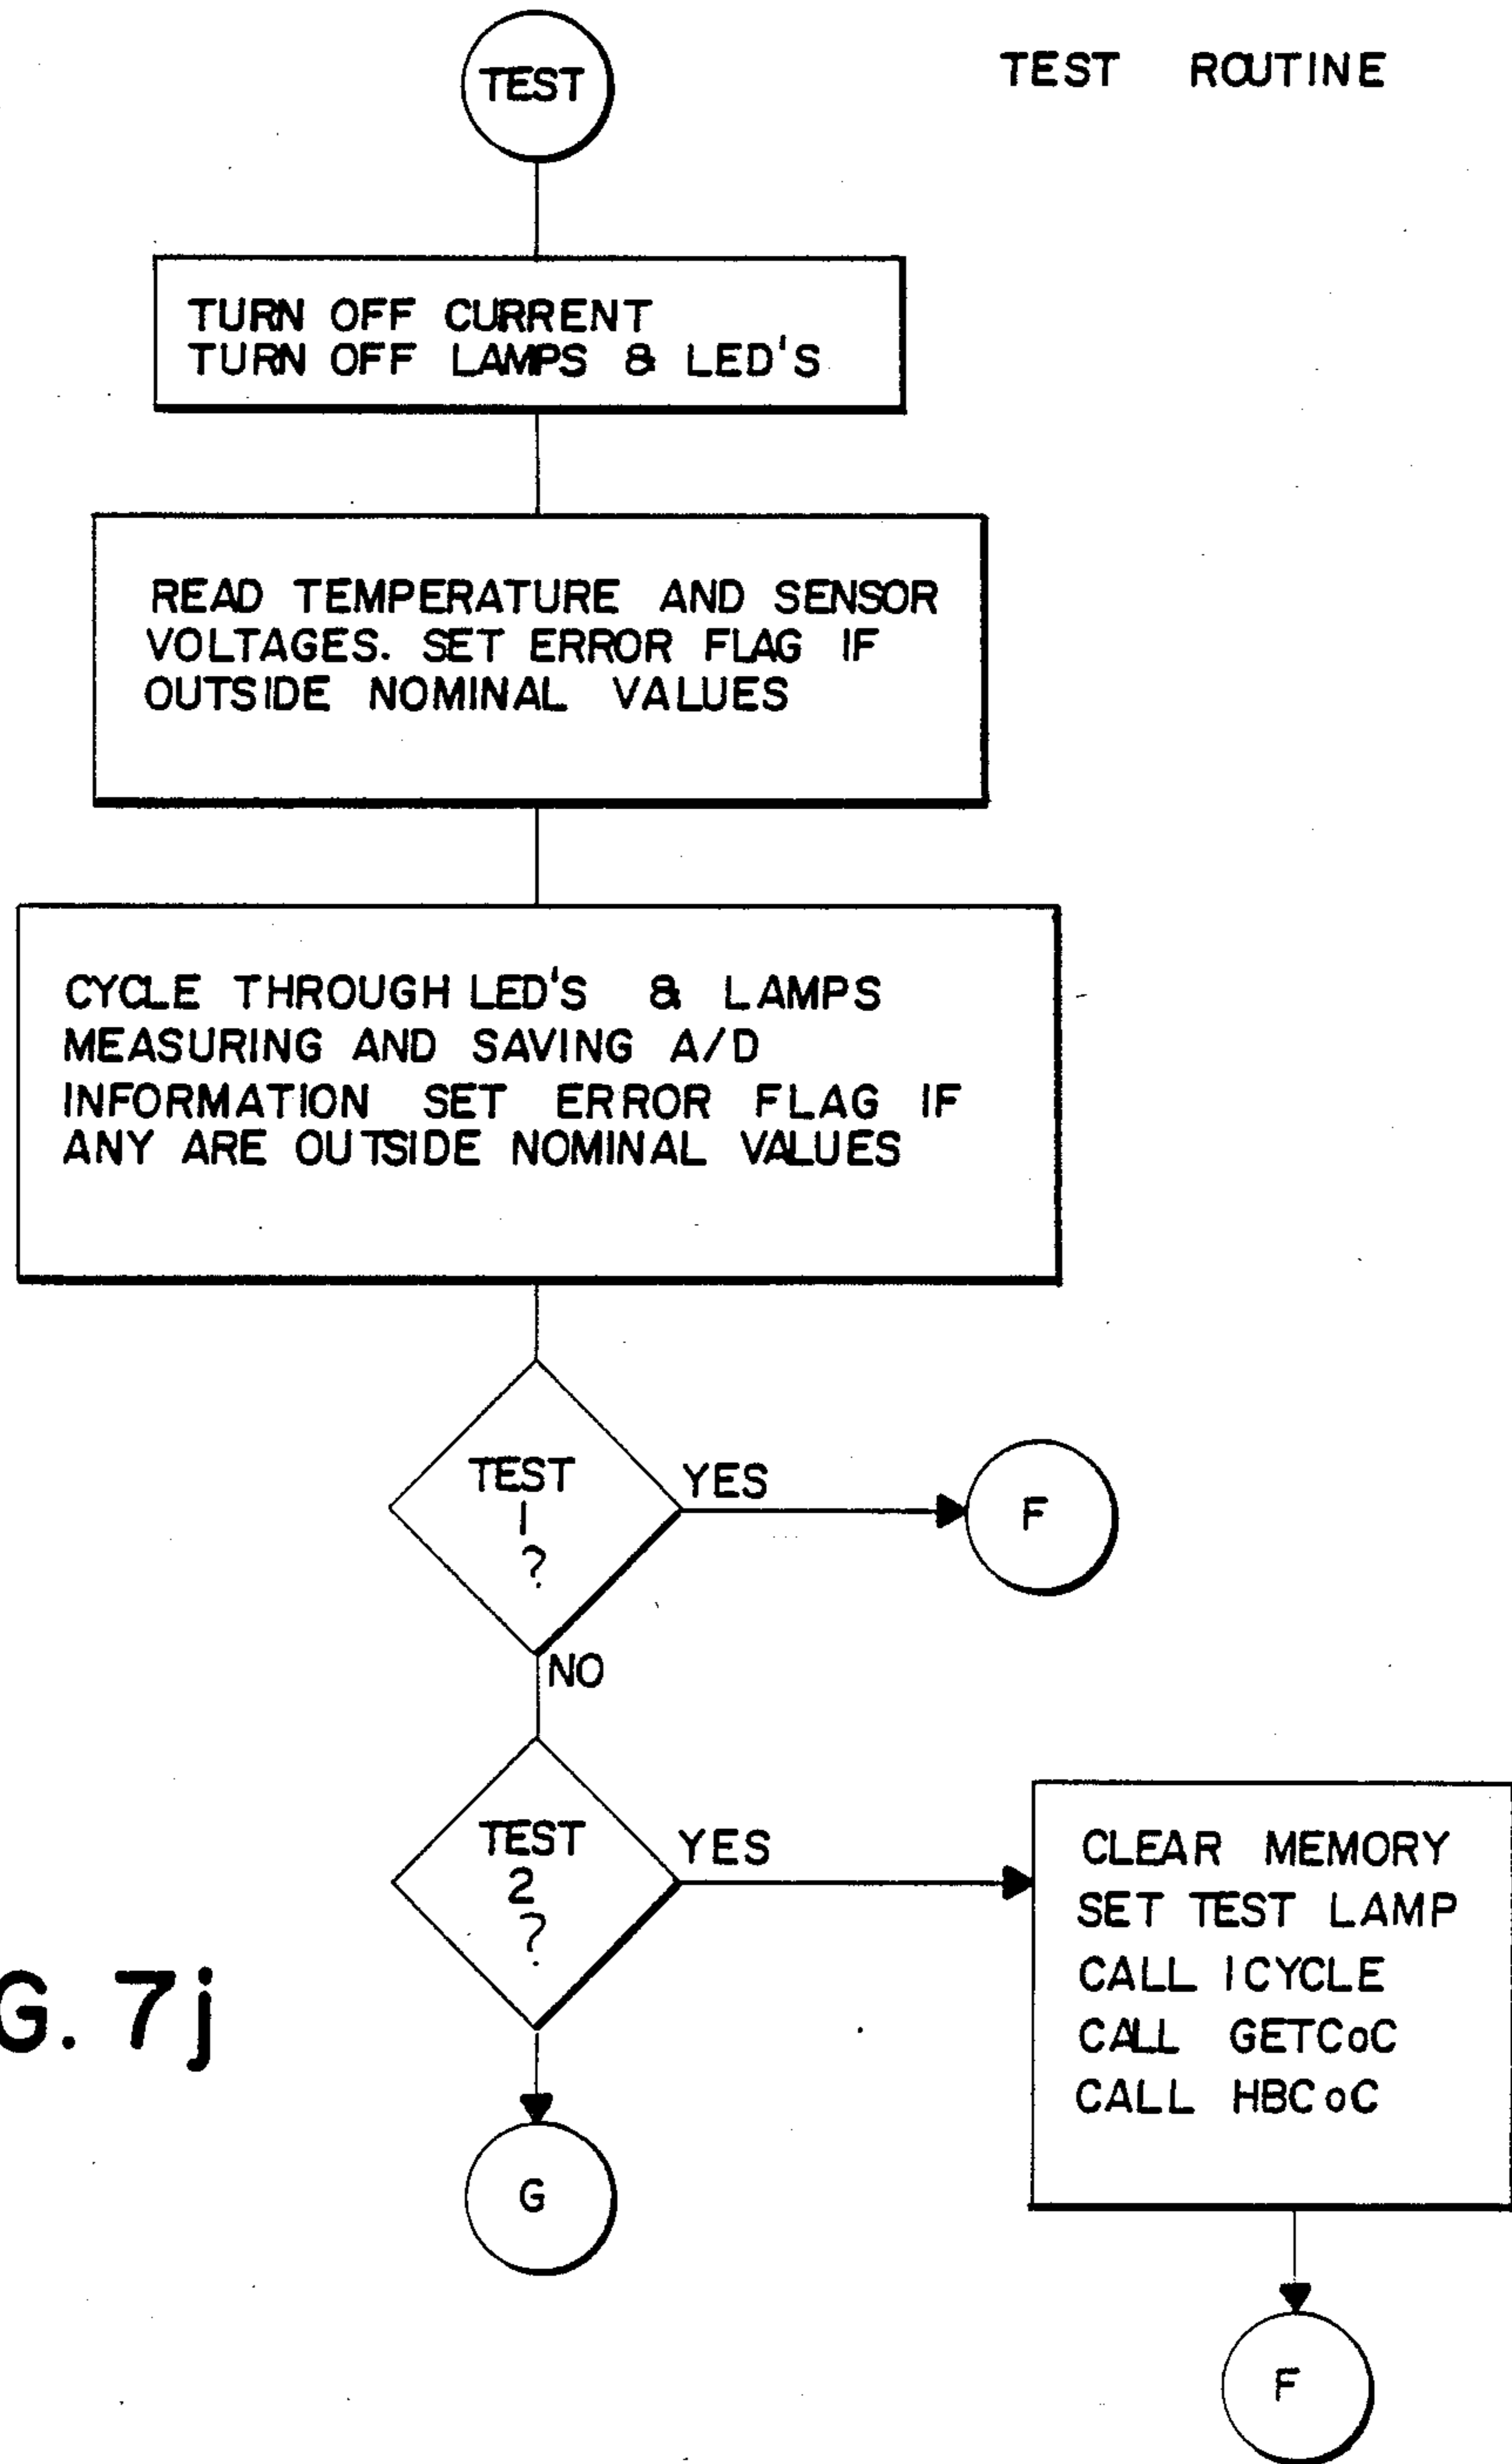 TEST
TEST ROUTINE
TURN OFF CURRENT
TURN OFF LAMPS & LED'S
READ TEMPERATURE AND SENSOR
VOLTAGES. SET ERROR FLAG IF
OUTSIDE NOMINAL VALUES
CYCLE THROUGH LED'S & LAMPS
MEASURING AND SAVING A/D
INFORMATION SET ERROR FLAG IF
ANY ARE OUTSIDE NOMINAL VALUES
TEST
1
?
YES
F
NO
TEST
2
?
YES
CLEAR MEMORY
SET TEST LAMP
CALL ICYCLE
CALL GETCoC
CALL HBCoC
G. 7j
G
F